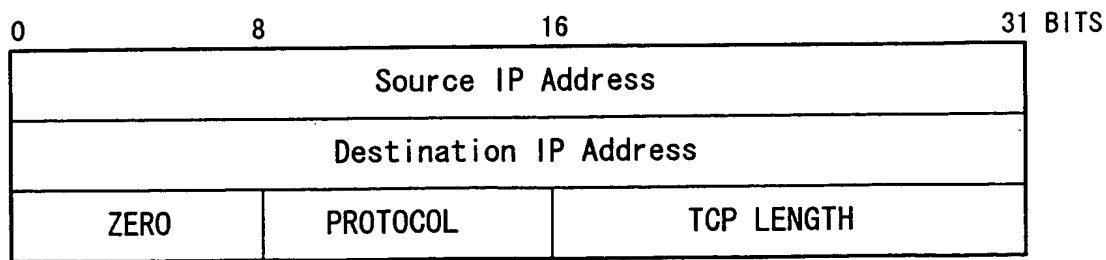 0 8 16 31 BITS
Source IP Address
Destination IP Address
ZERO PROTOCOL TCP LENGTH